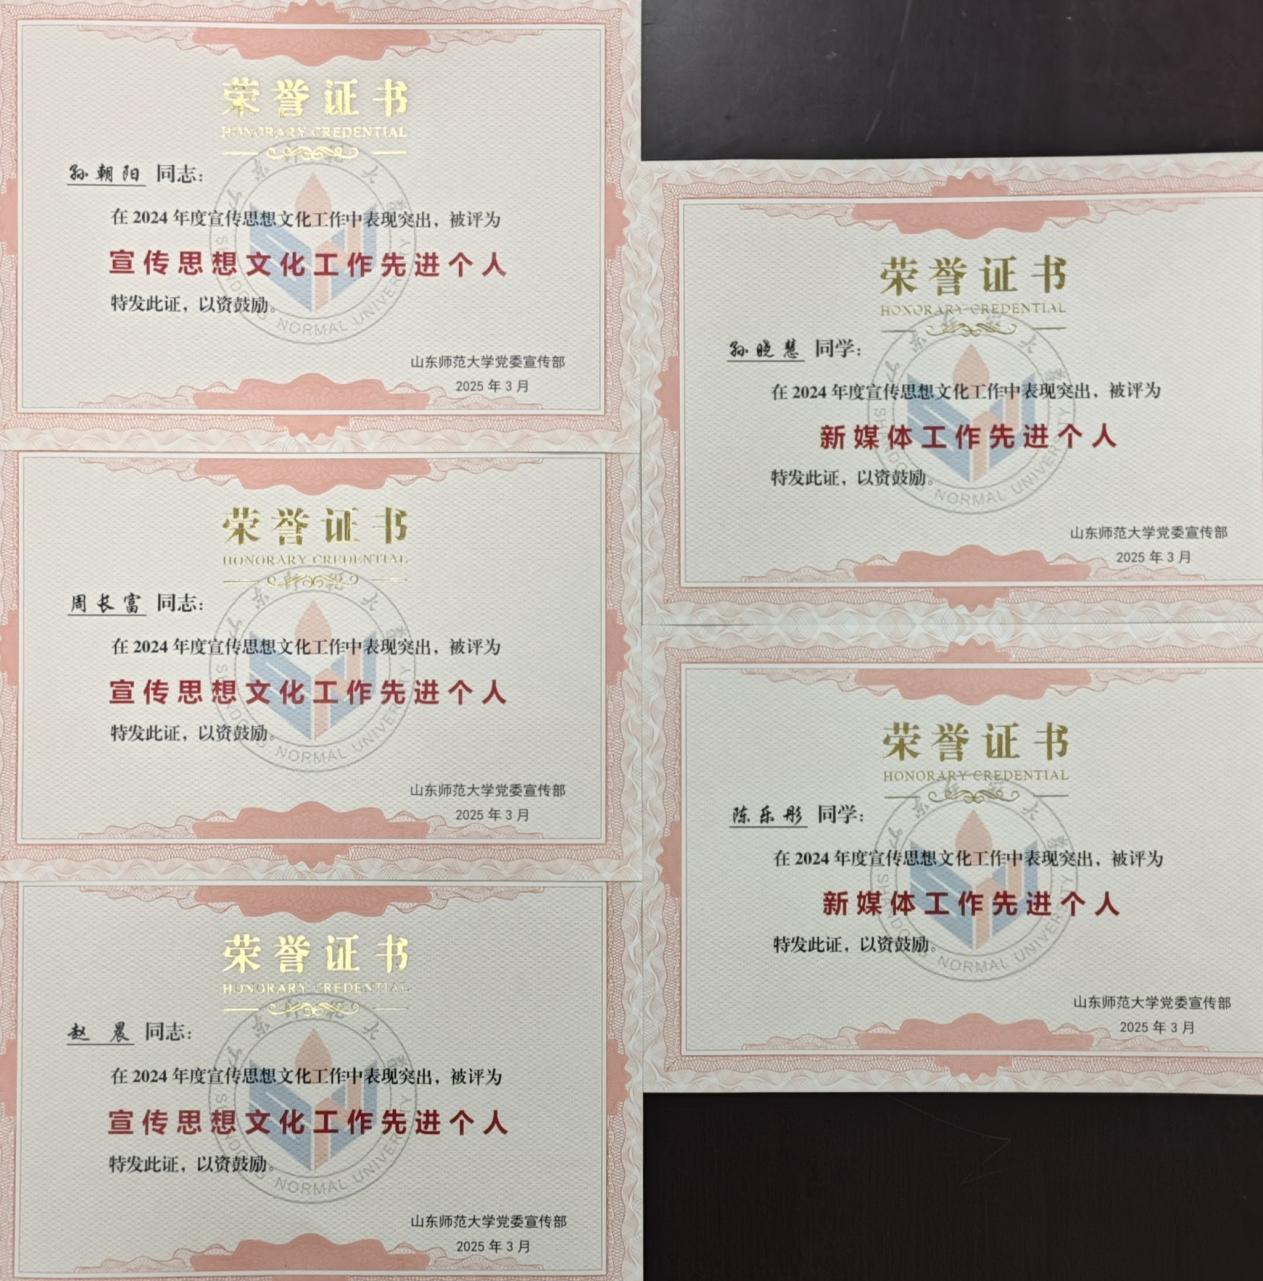 荣誉证书
HONORARY CREDENTIAL
孙朝阳 同志：
在2024年度宣传思想文化工作中表现突出，被评为
宣传思想文化工作先进个人
特发此证，以资鼓励。
山东师范大学党委宣传部
2025年3月
荣誉证书
HONORARY CREDENTIAL
周长富 同志：
在2024年度宣传思想文化工作中表现突出，被评为
宣传思想文化工作先进个人
特发此证，以资鼓励。
山东师范大学党委宣传部
2025年3月
荣誉证书
HONORARY CREDENTIAL
赵 晨 同志：
在2024年度宣传思想文化工作中表现突出，被评为
宣传思想文化工作先进个人
特发此证，以资鼓励。
山东师范大学党委宣传部
2025年3月
荣誉证书
HONORARY CREDENTIAL
孙晓慧 同学：
在2024年度宣传思想文化工作中表现突出，被评为
新媒体工作先进个人
特发此证，以资鼓励。
山东师范大学党委宣传部
2025年3月
荣誉证书
HONORARY CREDENTIAL
陈乐彤 同学：
在2024年度宣传思想文化工作中表现突出，被评为
新媒体工作先进个人
特发此证，以资鼓励。
山东师范大学党委宣传部
2025年3月